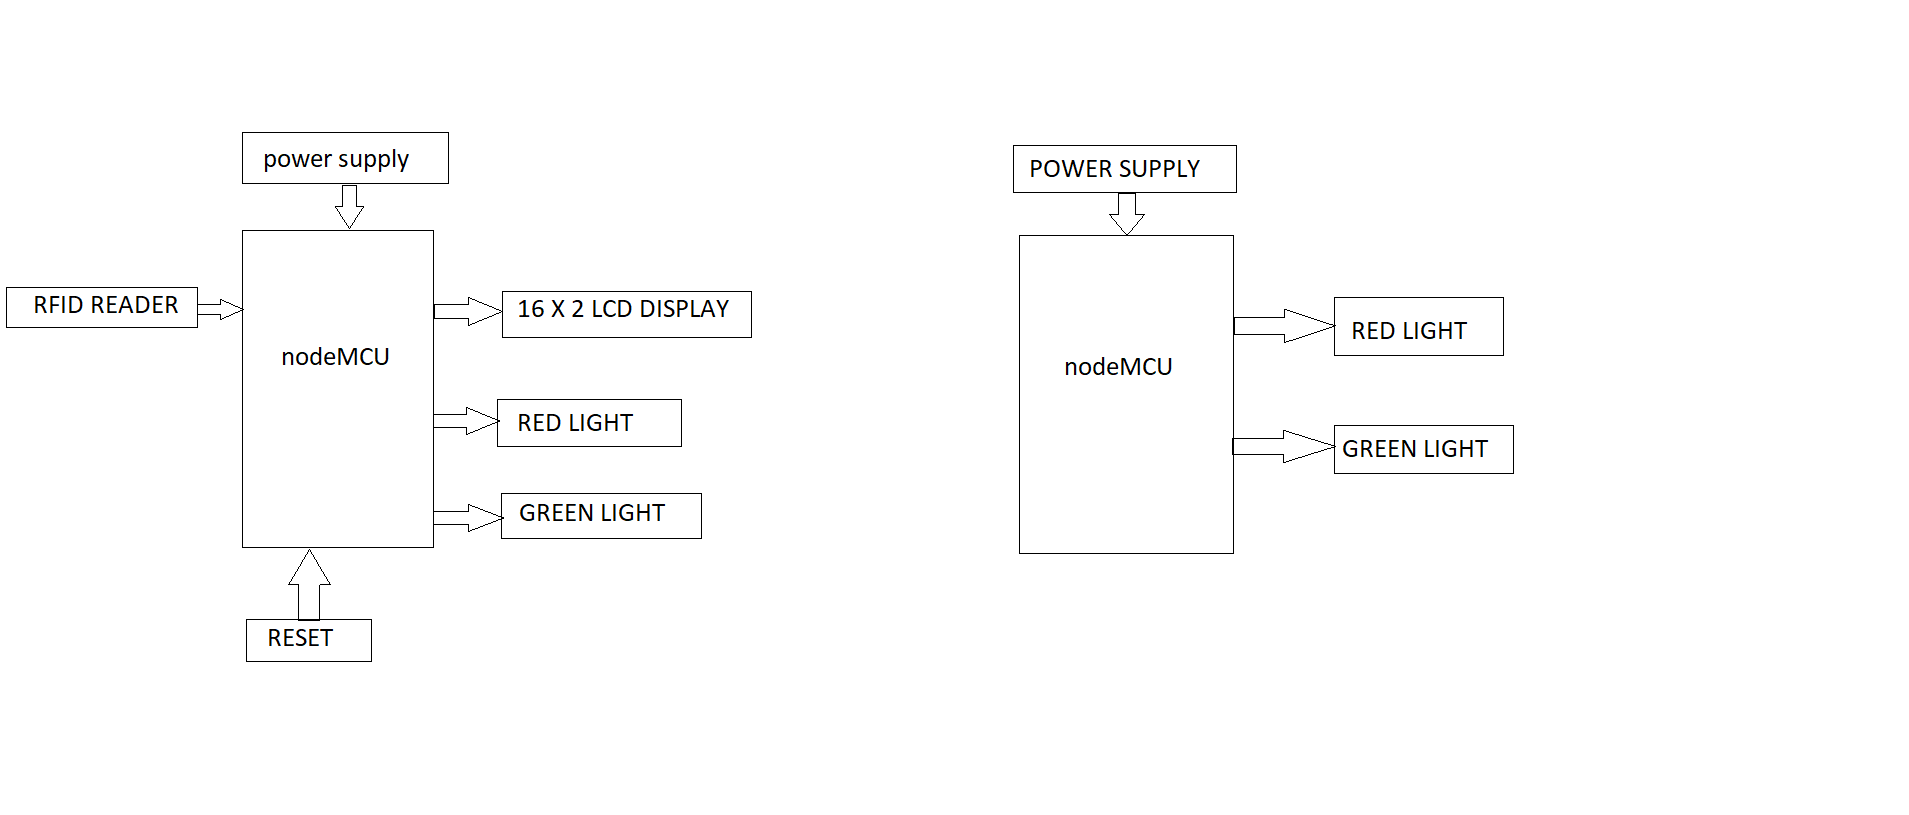 power supply
RFID READER
nodeMCU
16 X 2 LCD DISPLAY
RED LIGHT
GREEN LIGHT
RESET
POWER SUPPLY
nodeMCU
RED LIGHT
GREEN LIGHT